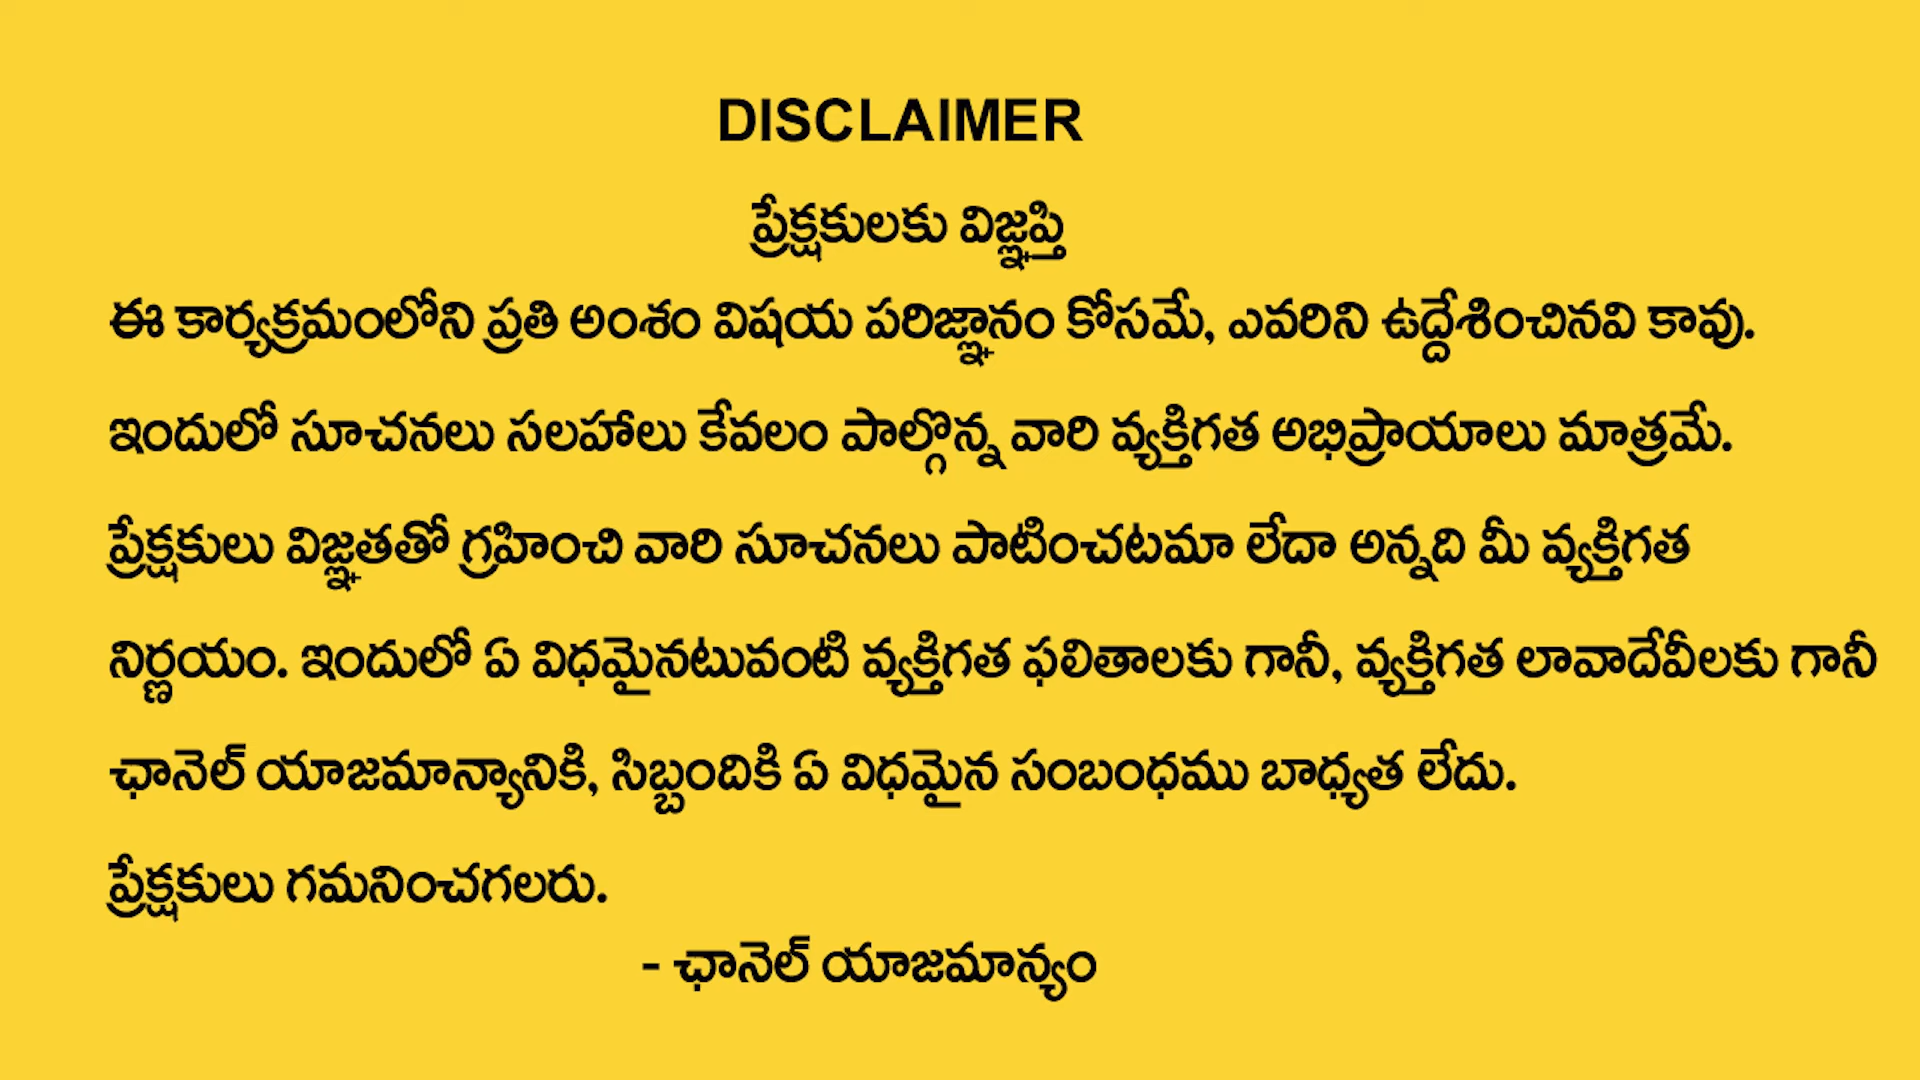 DISCLAIMER
ప్రేక్షకులకు విజ్ఞప్తి
ఈ కార్యక్రమంలోని ప్రతి అంశం విషయ పరిజ్ఞానం కోసమే, ఎవరిని ఉద్దేశించినవి కావు.
ఇందులో సూచనలు సలహాలు కేవలం పాల్గొన్న వారి వ్యక్తిగత అభిప్రాయాలు మాత్రమే.
ప్రేక్షకులు విజ్ఞతతో గ్రహించి వారి సూచనలు పాటించటమా లేదా అన్నది మీ వ్యక్తిగత
నిర్ణయం. ఇందులో ఏ విధమైనటువంటి వ్యక్తిగత ఫలితాలకు గానీ, వ్యక్తిగత లావాదేవీలకు గానీ
ఛానెల్ యాజమాన్యానికి, సిబ్బందికి ఏ విధమైన సంబంధము బాధ్యత లేదు.
ప్రేక్షకులు గమనించగలరు.
- ఛానెల్ యాజమాన్యం